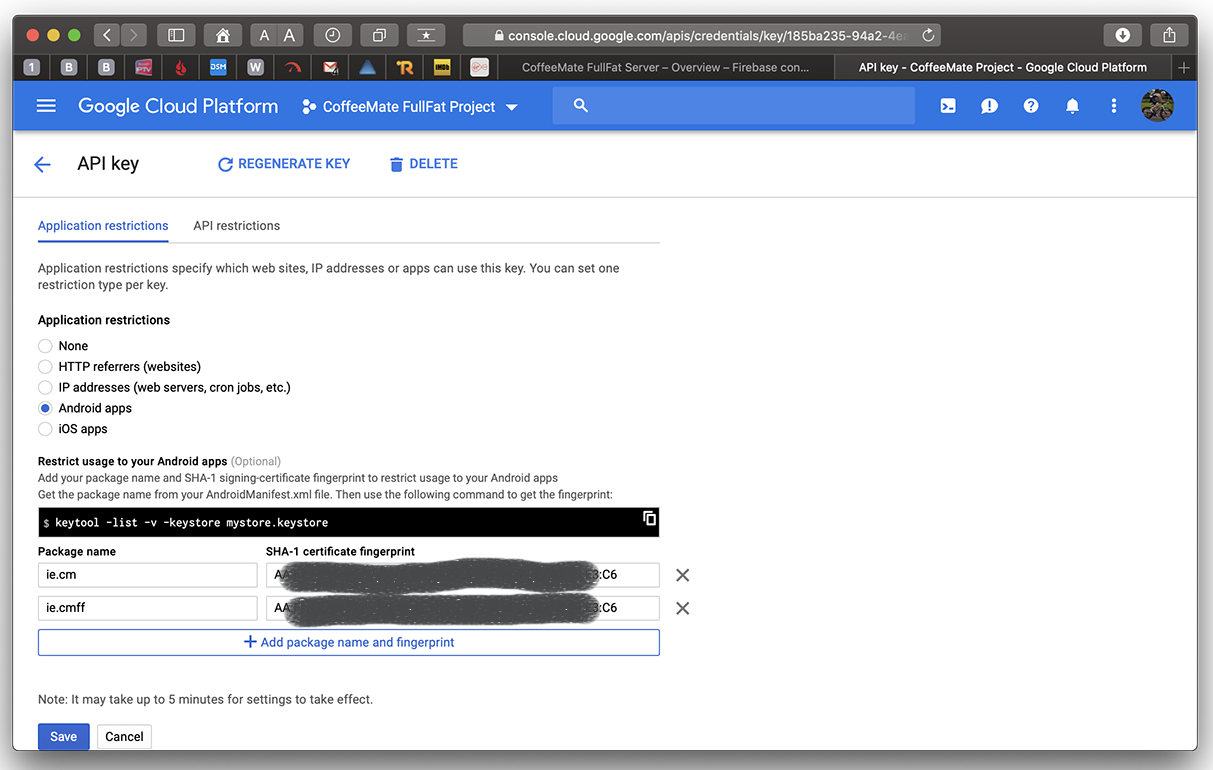 console.cloud.google.com/apis/credentials/key/185ba235-94a2-4e
A A
1 B B DSM W TR IMDb
CoffeeMate FullFat Server – Overview – Firebase con...
API key - CoffeeMate Project - Google Cloud Platform
Google Cloud Platform
CoffeeMate FullFat Project
API key
REGENERATE KEY
DELETE
Application restrictions
API restrictions
Application restrictions specify which web sites, IP addresses or apps can use this key. You can set one
restriction type per key.
Application restrictions
None
HTTP referrers (websites)
IP addresses (web servers, cron jobs, etc.)
Android apps
iOS apps
Restrict usage to your Android apps (Optional)
Add your package name and SHA-1 signing-certificate fingerprint to restrict usage to your Android apps
Get the package name from your AndroidManifest.xml file. Then use the following command to get the fingerprint:
$ keytool -list -v -keystore mystore.keystore
Package name
SHA-1 certificate fingerprint
ie.cm
AA :C6
ie.cmff
AA :C6
+ Add package name and fingerprint
Note: It may take up to 5 minutes for settings to take effect.
Save
Cancel